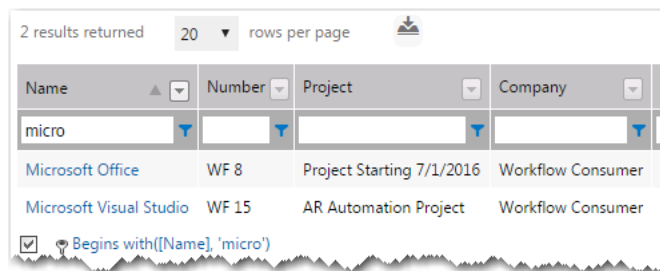 2 results returned 20 rows per page
Name Number Project Company
micro
Microsoft Office WF 8 Project Starting 7/1/2016 Workflow Consumer
Microsoft Visual Studio WF 15 AR Automation Project Workflow Consumer
Begins with([Name], 'micro')